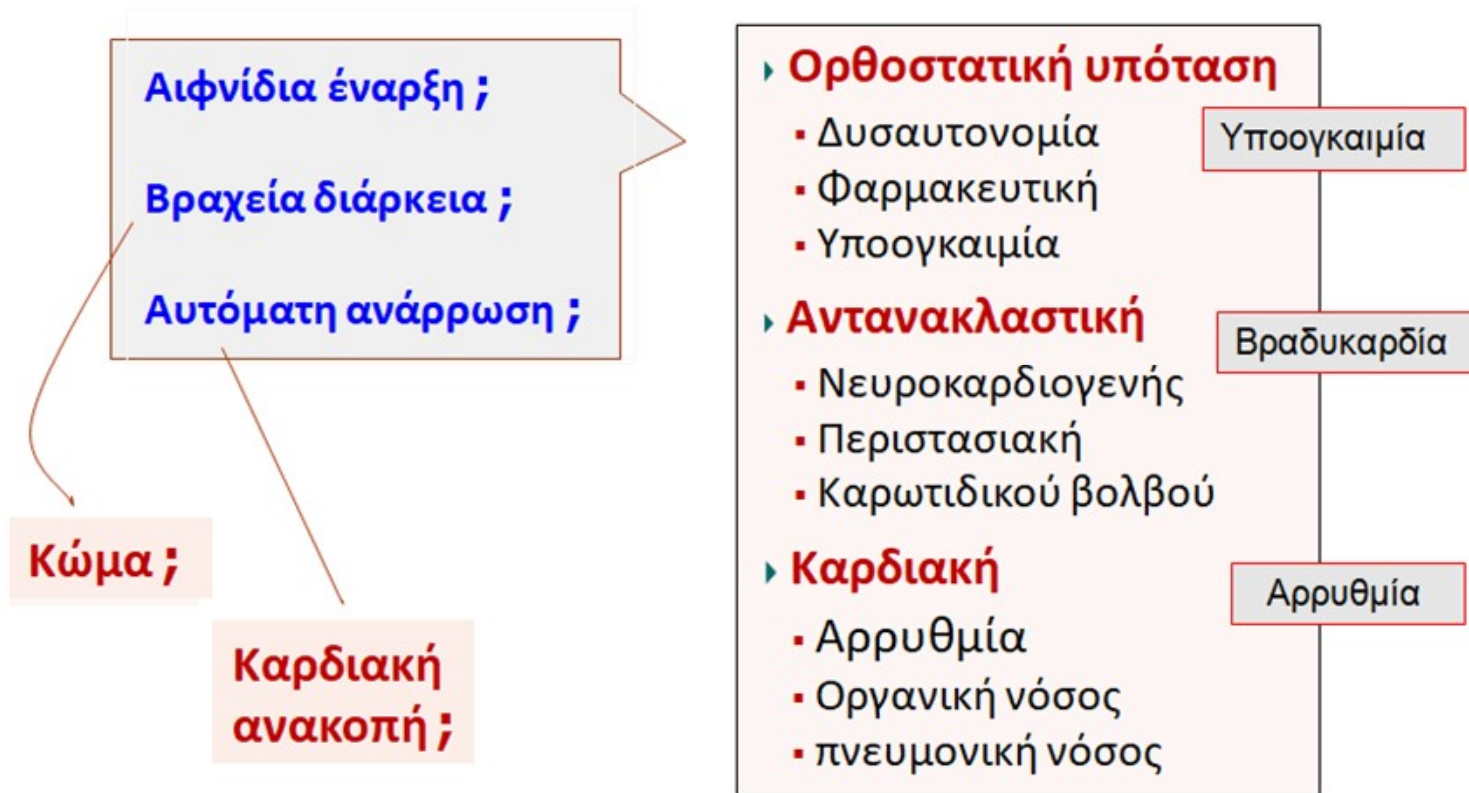 Αιφνίδια έναρξη ;
Βραχεία διάρκεια ;
Αυτόματη ανάρρωση ;
Κώμα ;
Καρδιακή
ανακοπή ;
Ορθοστατική υπόταση
Δυσαυτονομία
Φαρμακευτική
Υποογκαιμία
Υποογκαιμία
Αντανακλαστική
Βραδυκαρδία
Νευροκαρδιογενής
Περιστασιακή
Καρωτιδικού βολβού
Καρδιακή
Αρρυθμία
Αρρυθμία
Οργανική νόσος
πνευμονική νόσος